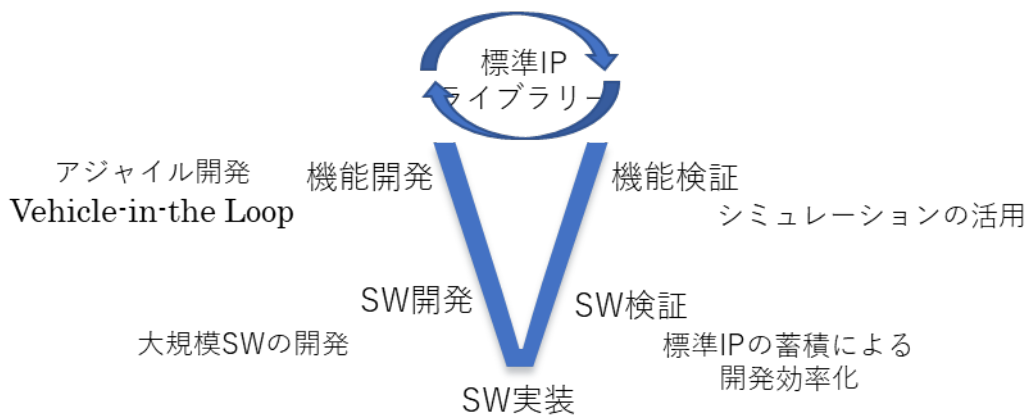 標準IP
ライブラリー
アジャイル開発
Vehicle-in-the Loop
機能開発
機能検証
シミュレーションの活用
SW開発
SW検証
大規模SWの開発
標準IPの蓄積による
開発効率化
SW実装